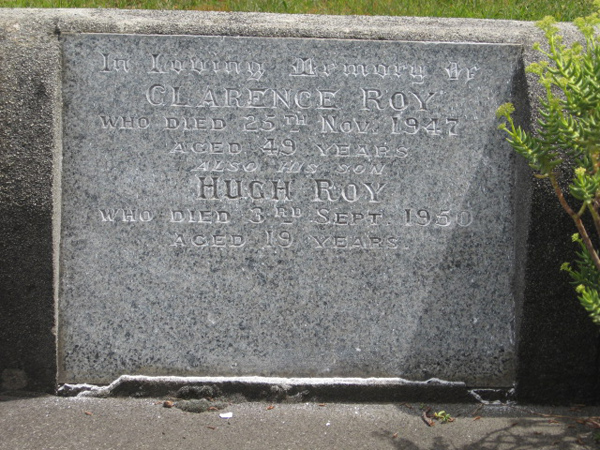 In Loving Memory Of
CLARENCE ROY
WHO DIED 25TH NOV. 1947
AGED 49 YEARS
ALSO HIS SON
HUGH ROY
WHO DIED 3RD SEPT. 1950
AGED 19 YEARS.